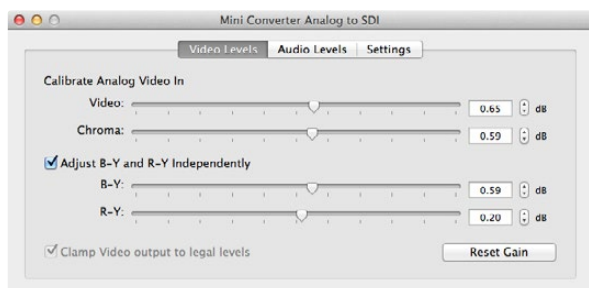 Mini Converter Analog to SDI
Video Levels Audio Levels Settings
Calibrate Analog Video In
Video: 0.65 dB
Chroma: 0.59 dB
Adjust B-Y and R-Y Independently
B-Y: 0.59 dB
R-Y: 0.20 dB
Clamp Video output to legal levels Reset Gain